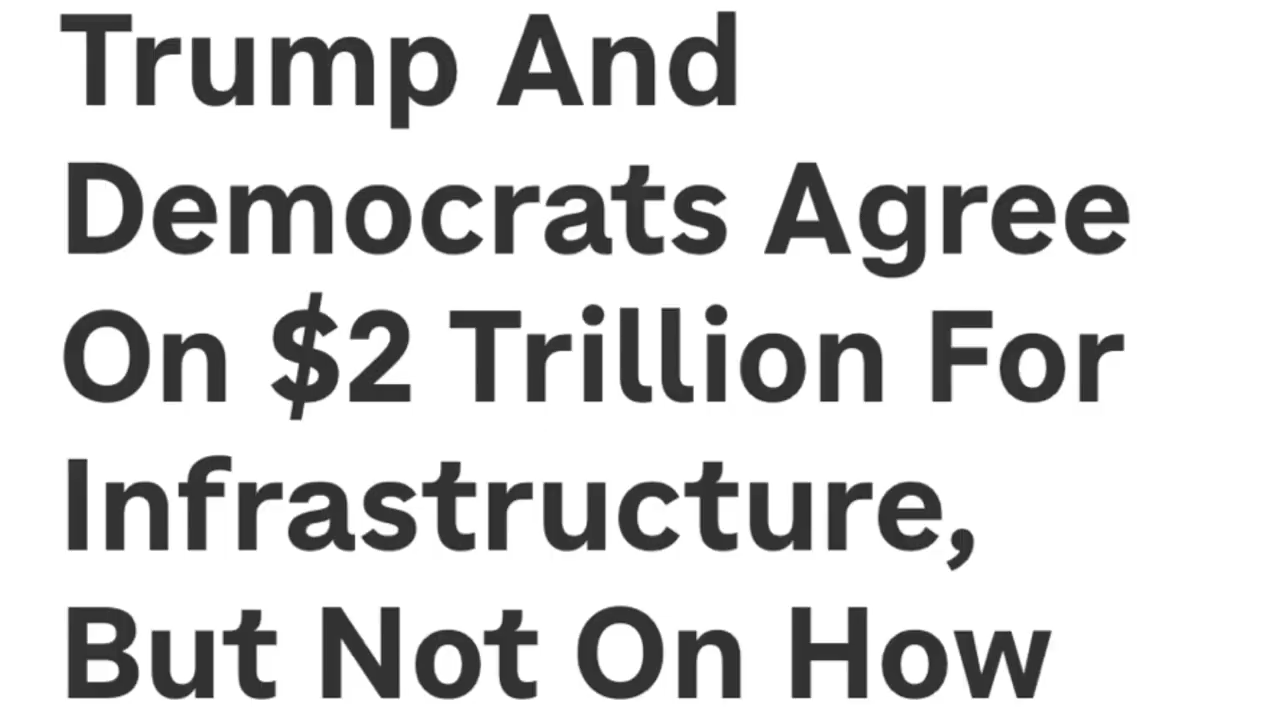 Trump And
Democrats Agree
On $2 Trillion For
Infrastructure,
But Not On How